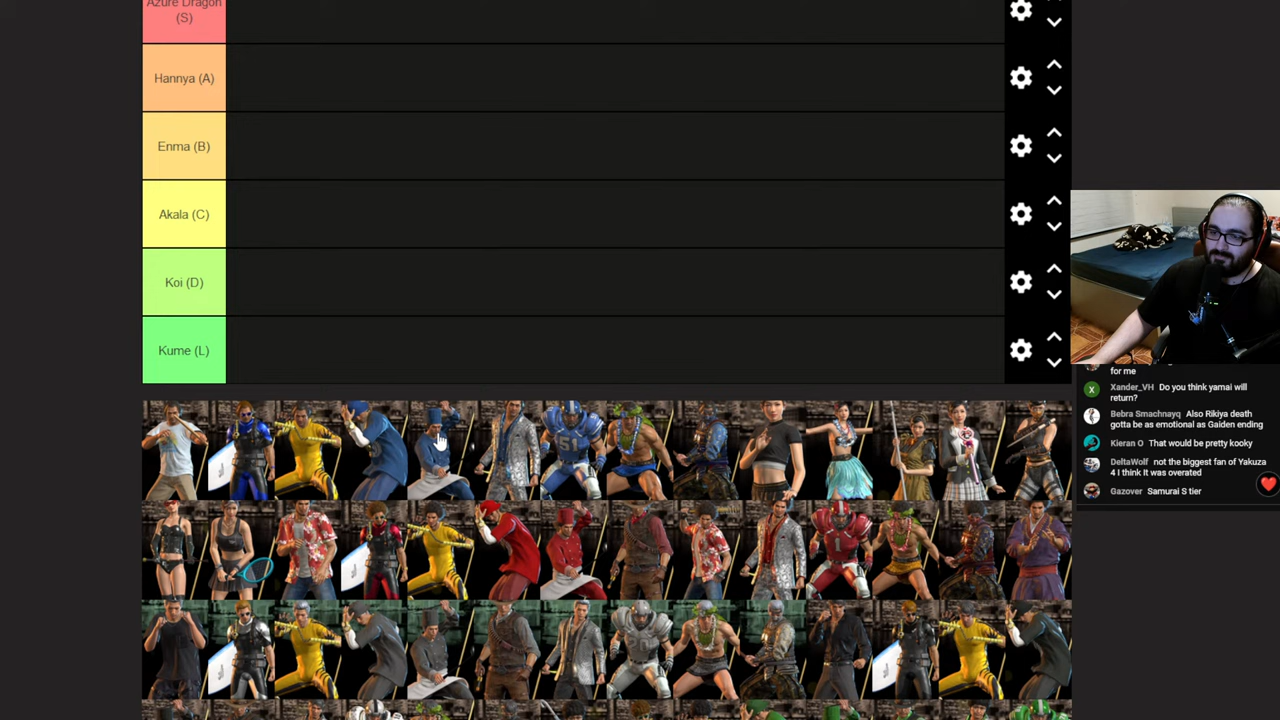 Azure Dragon
(S)
Hannya (A)
Enma (B)
Akala (C)
Koi (D)
Kume (L)
for me
X Xander_VH Do you think yamai will
return?
Bebra Smachnayq Also Rikiya death
gotta be as emotional as Gaiden ending
Kieran O That would be pretty kooky
DeltaWolf not the biggest fan of Yakuza
4 I think It was overated
Gazover Samurai S tier
51
1